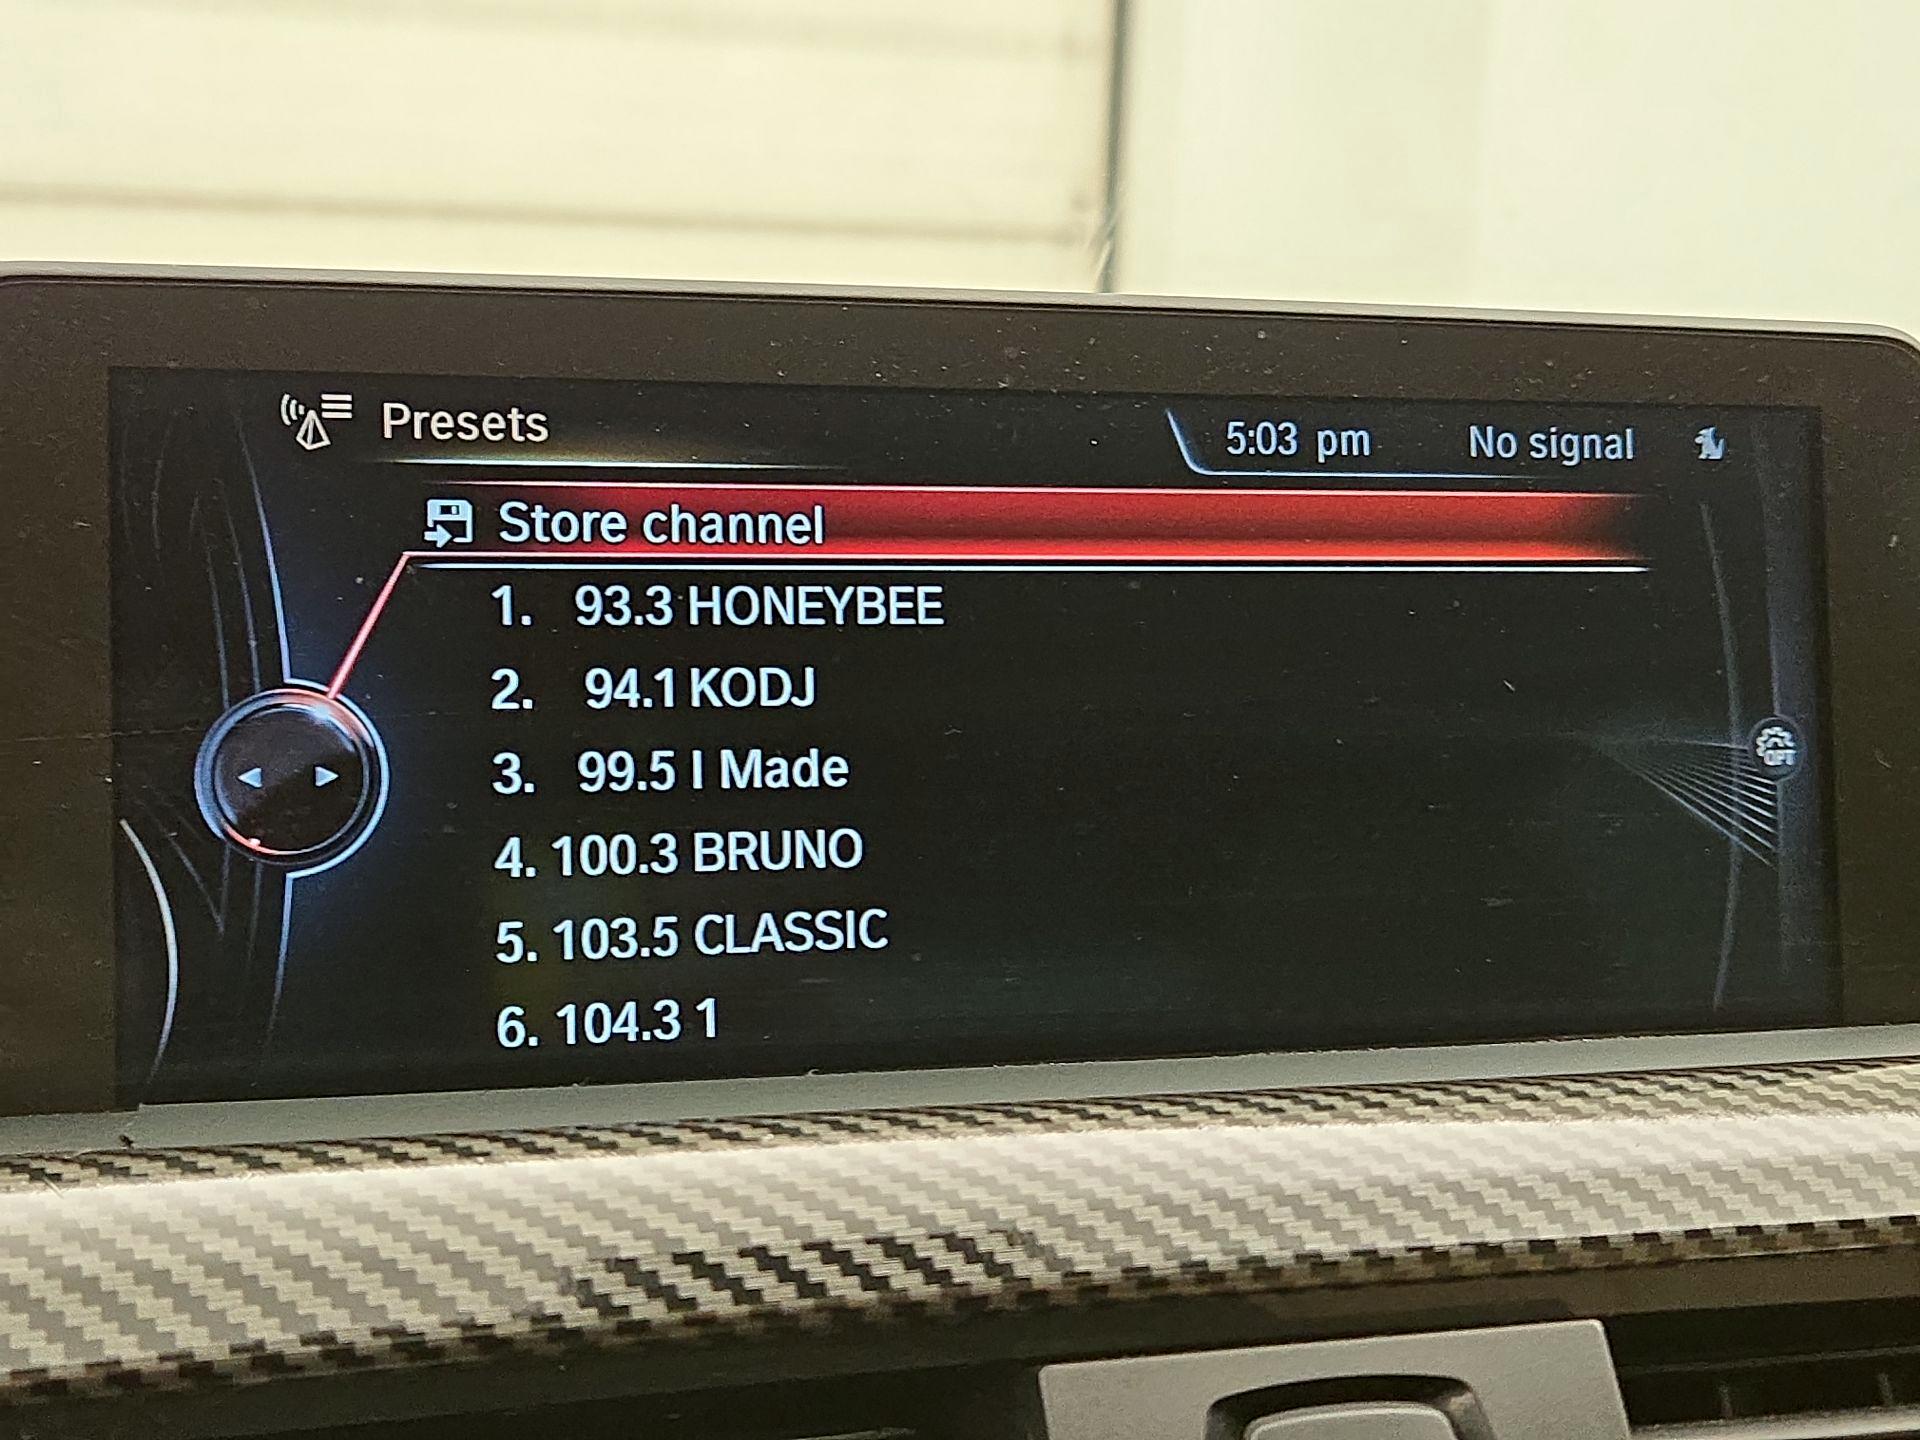 Presets
5:03 pm No signal
Store channel
1. 93.3 HONEYBEE
2. 94.1 KODJ
3. 99.5 I Made
4. 100.3 BRUNO
5. 103.5 CLASSIC
6. 104.3 1
OPT